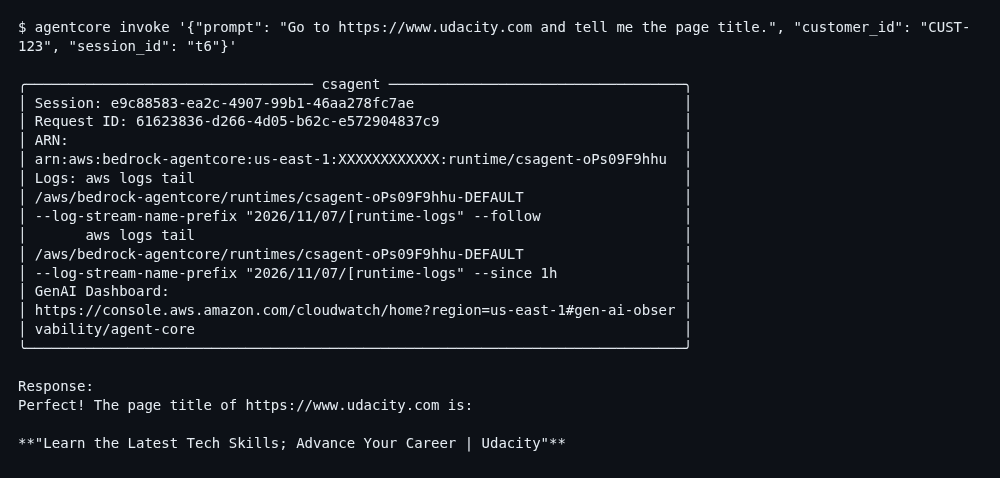 $ agentcore invoke '{"prompt": "Go to https://www.udacity.com and tell me the page title.", "customer_id": "CUST-
123", "session_id": "t6"}'
csagent
Session: e9c88583-ea2c-4907-99b1-46aa278fc7ae
Request ID: 61623836-d266-4d05-b62c-e572904837c9
ARN:
arn:aws:bedrock-agentcore:us-east-1:XXXXXXXXXXXX:runtime/csagent-oPs09F9hhu
Logs: aws logs tail
/aws/bedrock-agentcore/runtimes/csagent-oPs09F9hhu-DEFAULT
--log-stream-name-prefix "2026/11/07/[runtime-logs" --follow
aws logs tail
/aws/bedrock-agentcore/runtimes/csagent-oPs09F9hhu-DEFAULT
--log-stream-name-prefix "2026/11/07/[runtime-logs" --since 1h
GenAI Dashboard:
https://console.aws.amazon.com/cloudwatch/home?region=us-east-1#gen-ai-obser
vability/agent-core
Response:
Perfect! The page title of https://www.udacity.com is:
**"Learn the Latest Tech Skills; Advance Your Career | Udacity"**